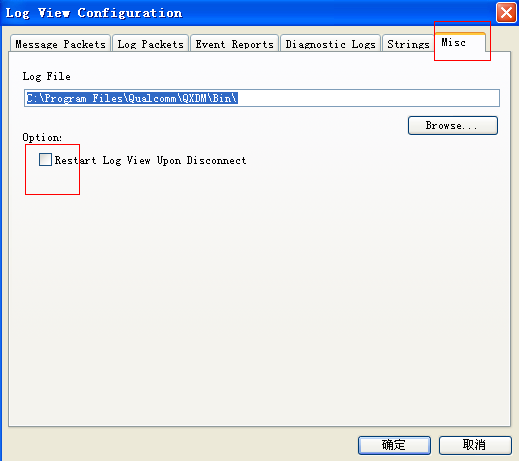 Log View Configuration
Message Packets Log Packets Event Reports Diagnostic Logs Strings Misc
Log File
C:\Program Files\Qualcomm\QXDM\Bin\
Browse...
Option:
Restart Log View Upon Disconnect
确定 取消